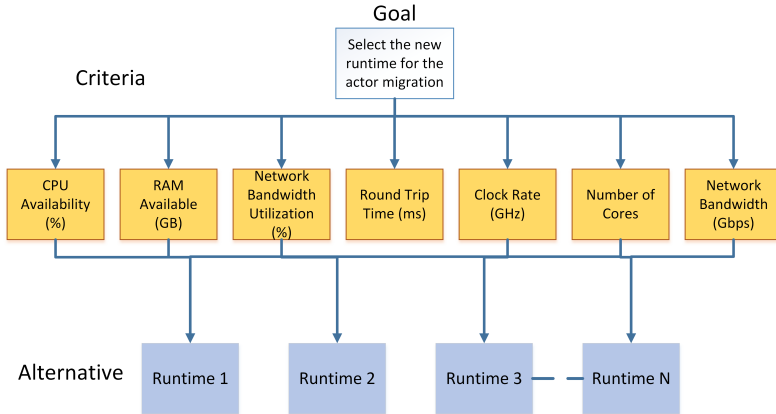 Goal
Select the new
runtime for the
actor migration
Criteria
CPU
Availability
(%)
RAM
Available
(GB)
Network
Bandwidth
Utilization
(%)
Round Trip
Time (ms)
Clock Rate
(GHz)
Number of
Cores
Network
Bandwidth
(Gbps)
Alternative
Runtime 1
Runtime 2
Runtime 3
Runtime N